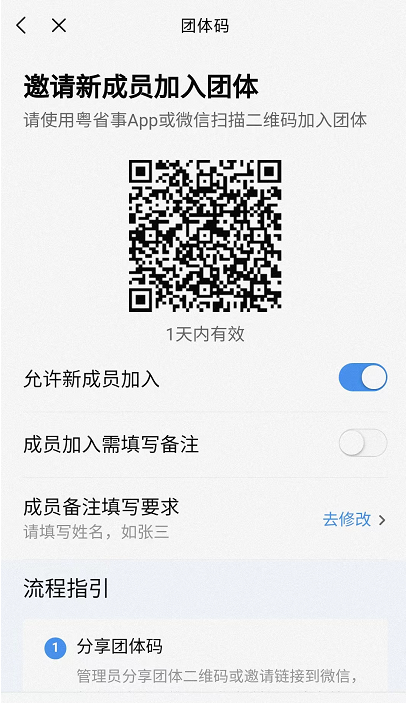 团体码
邀请新成员加入团体
请使用粤省事App或微信扫描二维码加入团体
1天内有效
允许新成员加入
成员加入需填写备注
成员备注填写要求
去修改
请填写姓名，如张三
流程指引
1 分享团体码
管理员分享团体二维码或邀请链接到微信，